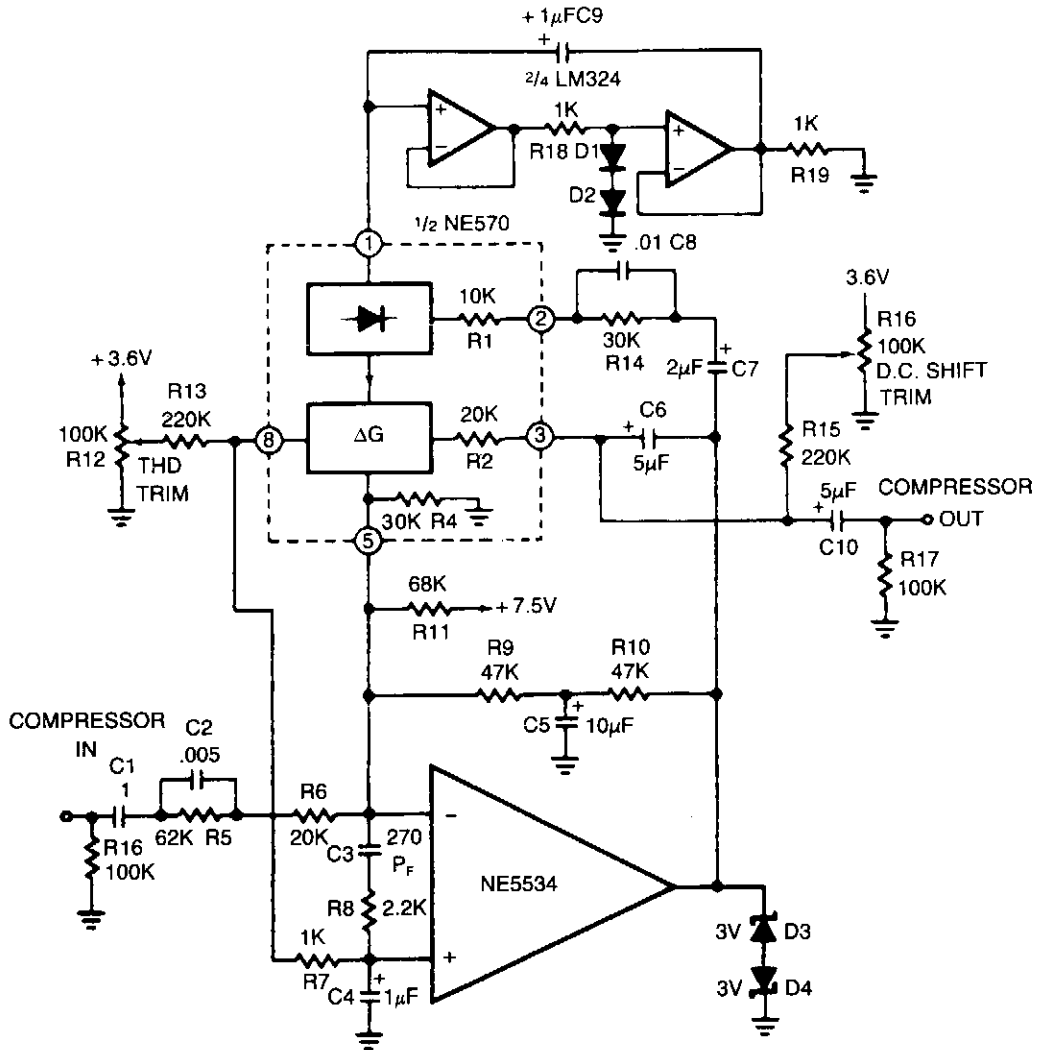 + 1µFC9
+
2/4 LM324
+
−
1K
R18 D1
D2
+
−
1K
R19
1/2 NE570
1
.01 C8
10K
R1
2
30K
R14
+
2µF C7
3.6V
R16
100K
D.C. SHIFT
TRIM
+ 3.6V
R13
220K
100K
R12
THD
TRIM
8
ΔG
20K
R2
3
C6
+
5µF
R15
220K
5µF
+
C10
COMPRESSOR
OUT
30K R4
5
R17
100K
68K
R11
+ 7.5V
R9
47K
R10
47K
C5
+
10µF
COMPRESSOR
IN
C1
1
C2
.005
62K R5
R16
100K
R6
20K
270
PF
C3
−
NE5534
R8
2.2K
1K
R7
+
C4
+
1µF
3V D3
3V D4